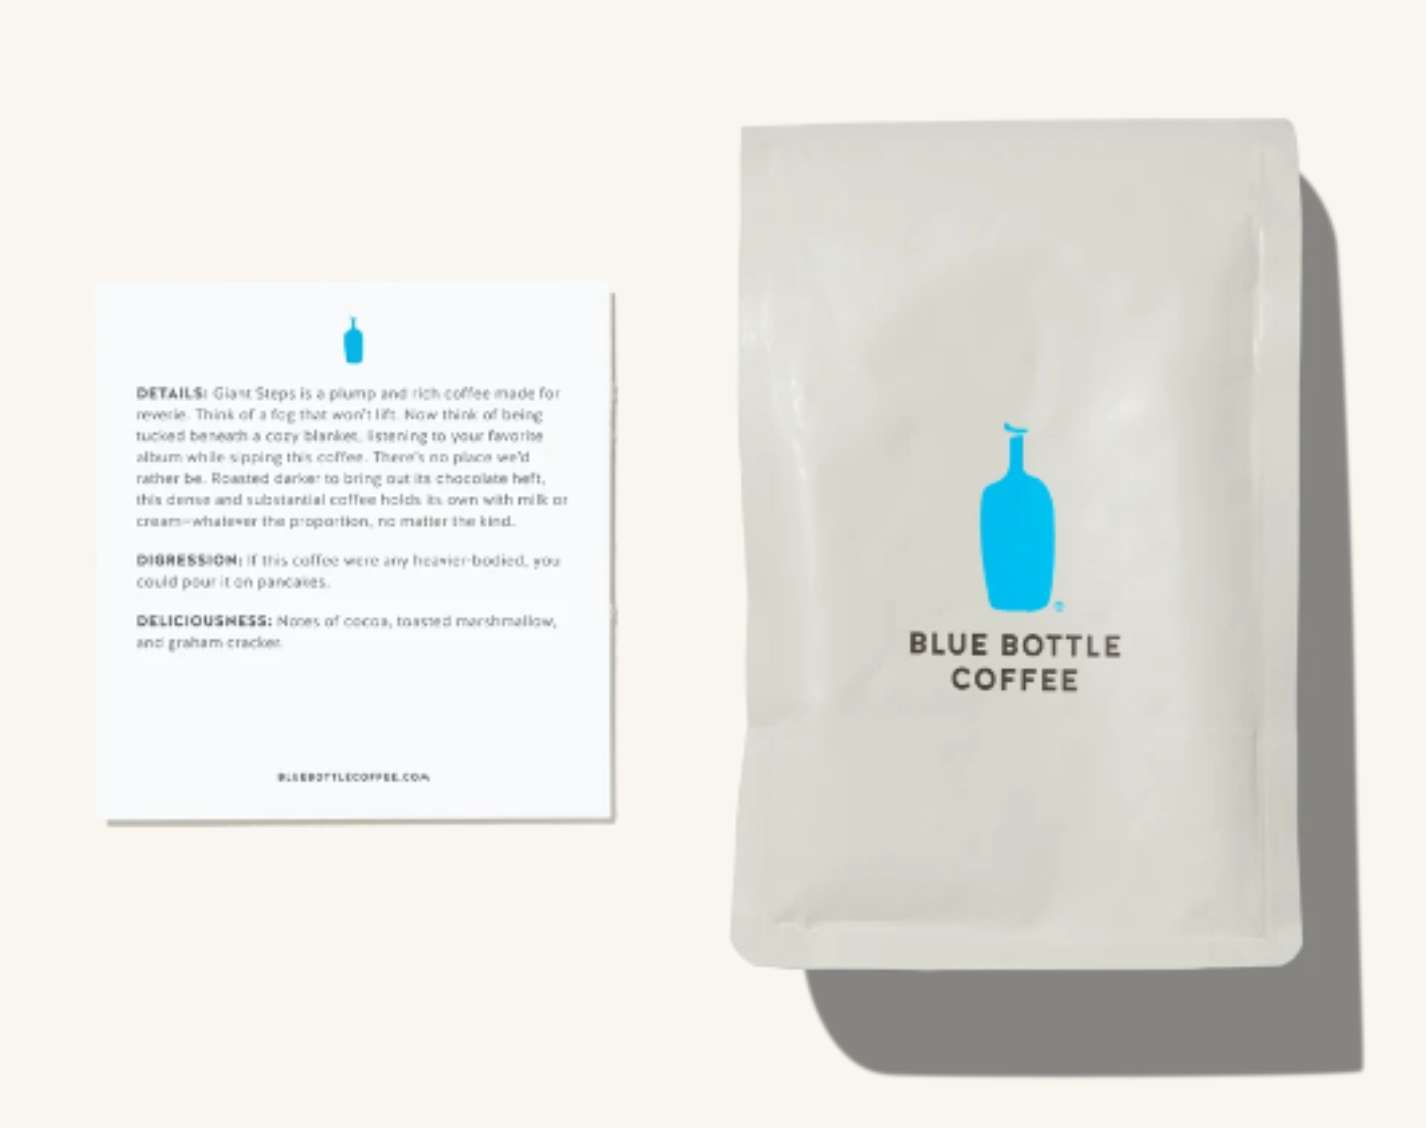 DETAILS: Giant Steps is a plump and rich coffee made for
reverie. Think of a fog that won't lift. Now think of being
tucked beneath a cozy blanket, listening to your favorite
album while sipping this coffee. There's no place we'd
rather be. Roasted darker to bring out its chocolate heft,
this dense and substantial coffee holds its own with milk or
cream—whatever the proportion, no matter the kind.
DIGRESSION: If this coffee were any heavier-bodied, you
could pour it on pancakes.
DELICIOUSNESS: Notes of cocoa, toasted marshmallow,
and graham cracker.
BLUEBOTTLECOFFEE.COM
®
BLUE BOTTLE
COFFEE